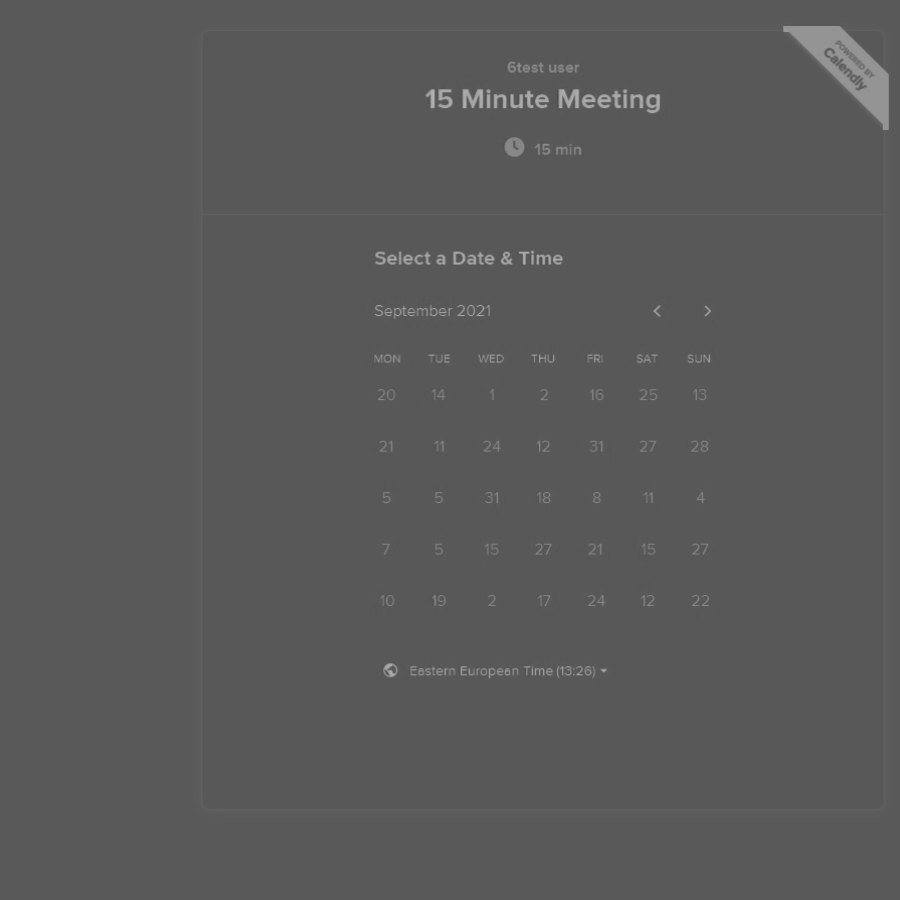 POWERED BY
Calendly
6test user
15 Minute Meeting
15 min
Select a Date & Time
September 2021
MON TUE WED THU FRI SAT SUN
20 14 1 2 16 25 13
21 11 24 12 31 27 28
5 5 31 18 8 11 4
7 5 15 27 21 15 27
10 19 2 17 24 12 22
Eastern European Time (13:26)